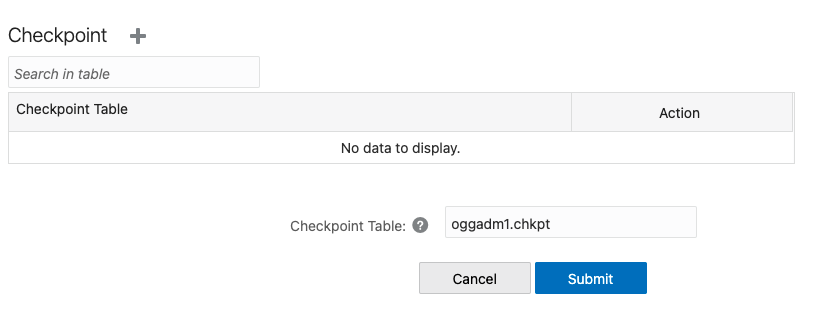 Checkpoint
Search in table
Checkpoint Table Action
No data to display.
Checkpoint Table: ? oggadm1.chkpt
Cancel Submit